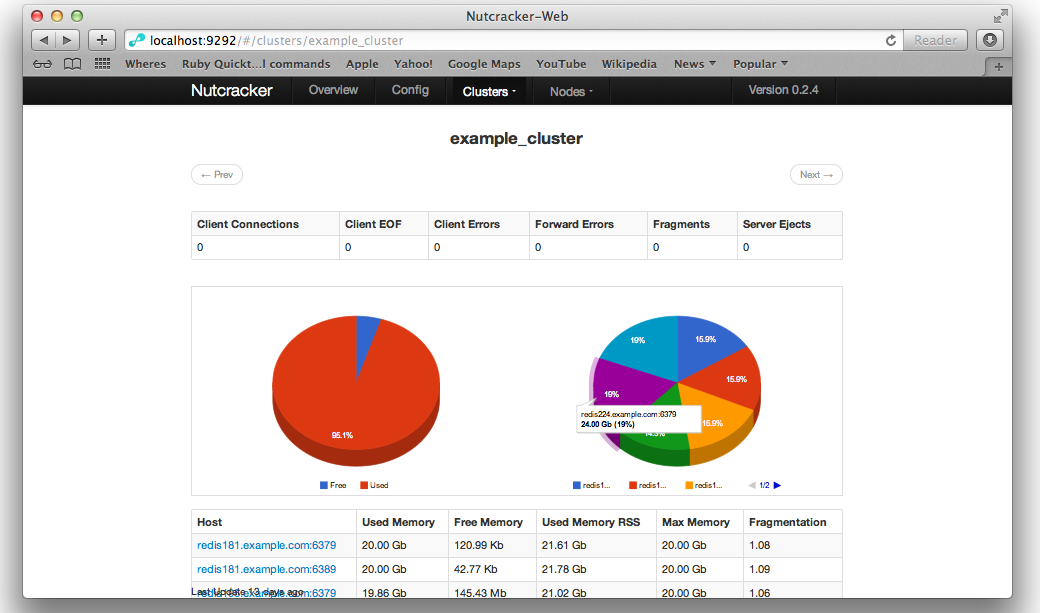 Nutcracker-Web
localhost:9292/#/clusters/example_cluster
Reader
Wheres Ruby Quickt...l commands Apple Yahoo! Google Maps YouTube Wikipedia News Popular
Nutcracker Overview Config Clusters Nodes Version 0.2.4
example_cluster
← Prev Next →
Client Connections Client EOF Client Errors Forward Errors Fragments Server Ejects
0 0 0 0 0 0
95.1%
Free Used
19% 15.9%
15.9%
19%
redis224.example.com:6379
24.00 Gb (19%)
15.9%
14.3%
redis1... redis1... redis1... 1/2
Host Used Memory Free Memory Used Memory RSS Max Memory Fragmentation
redis181.example.com:6379 20.00 Gb 120.99 Kb 21.61 Gb 20.00 Gb 1.08
redis181.example.com:6389 20.00 Gb 42.77 Kb 21.78 Gb 20.00 Gb 1.09
example.com:6379 19.86 Gb 145.43 Mb 21.02 Gb 20.00 Gb 1.06
Last Update 13 days ago